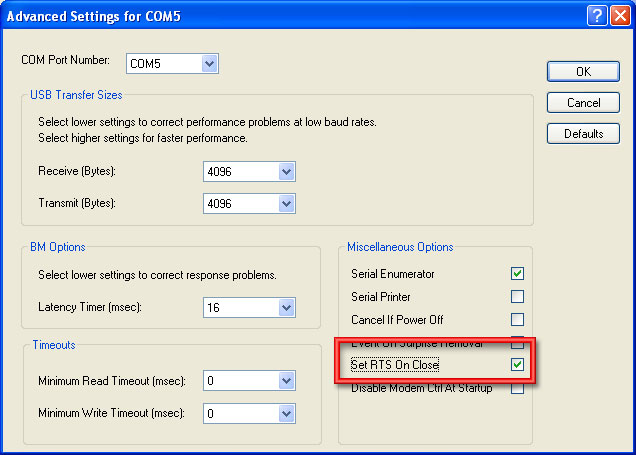 Advanced Settings for COM5
COM Port Number: COM5
OK
USB Transfer Sizes
Cancel
Select lower settings to correct performance problems at low baud rates.
Select higher settings for faster performance.
Defaults
Receive (Bytes): 4096
Transmit (Bytes): 4096
BM Options
Select lower settings to correct response problems.
Latency Timer (msec): 16
Timeouts
Minimum Read Timeout (msec): 0
Minimum Write Timeout (msec): 0
Miscellaneous Options
Serial Enumerator
Serial Printer
Cancel If Power Off
Event On Surprise Removal
Set RTS On Close
Disable Modem Ctrl At Startup